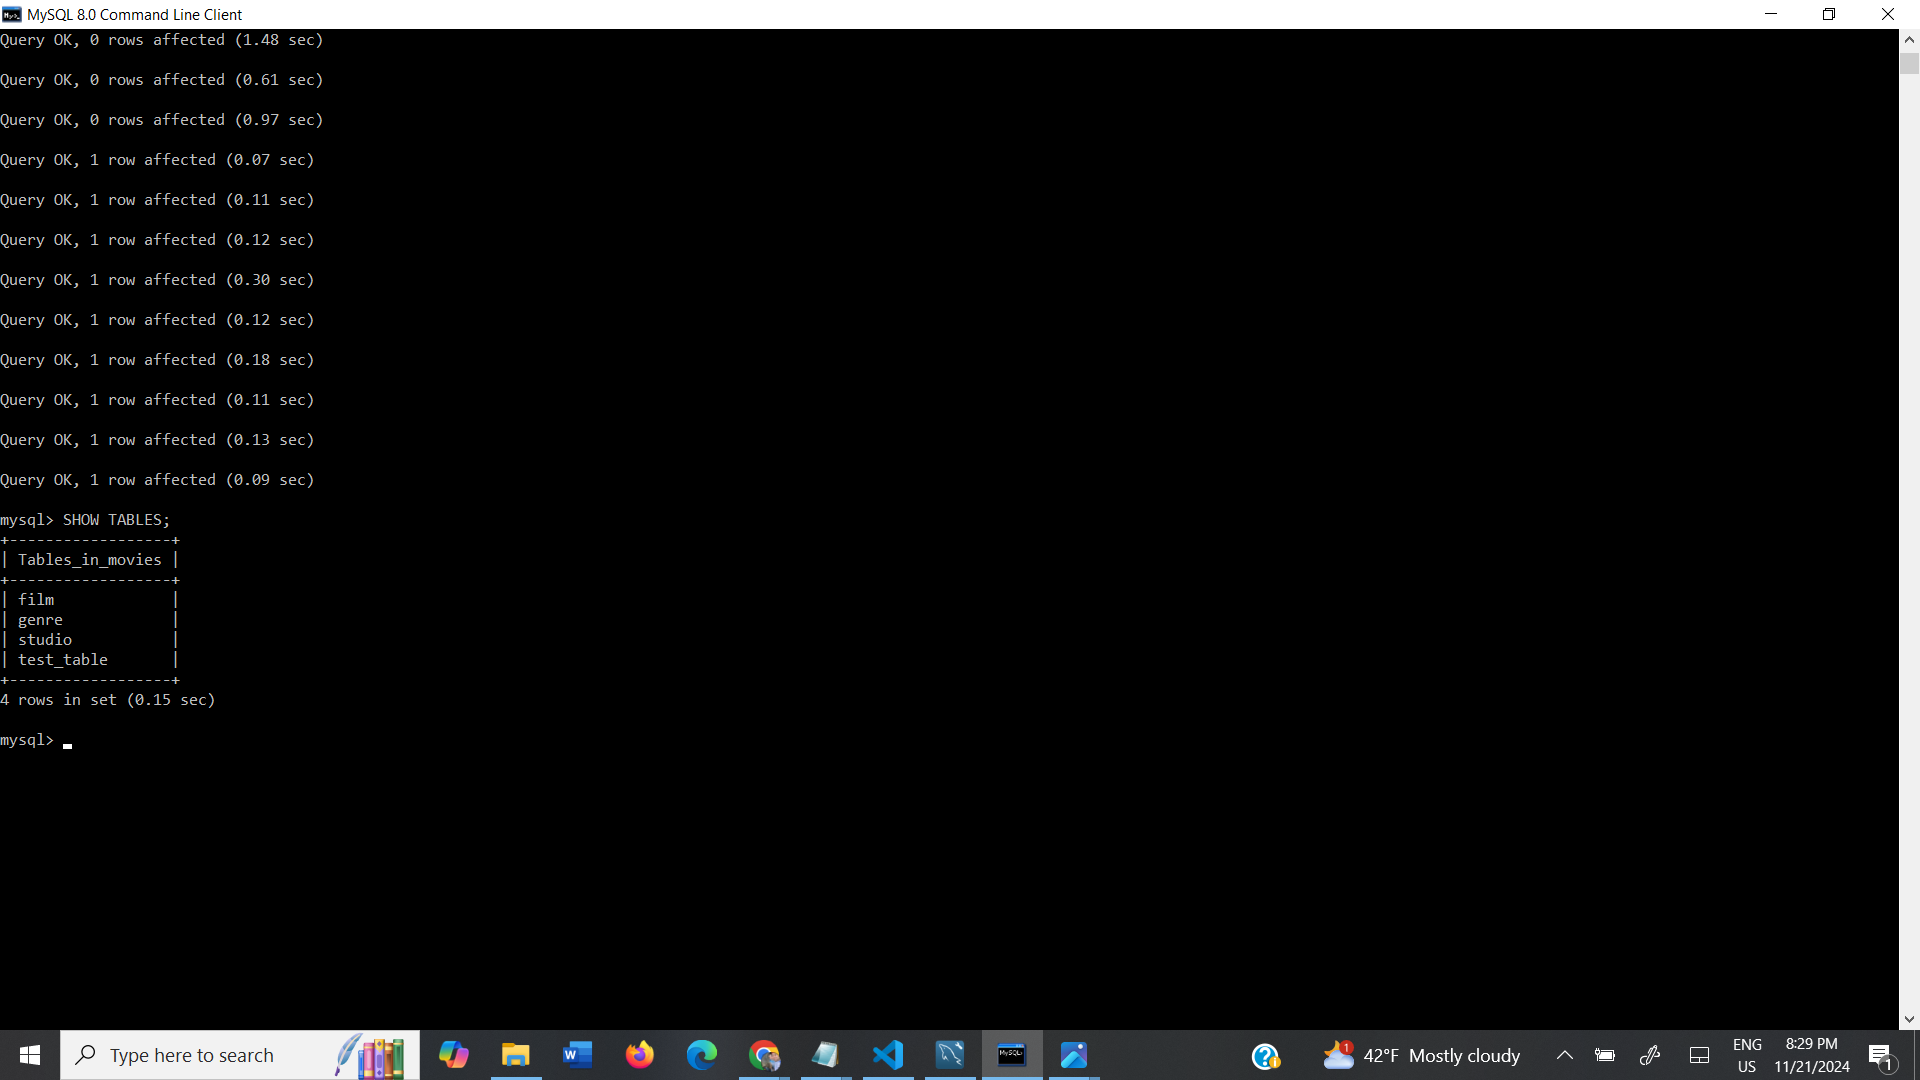 MySQL 8.0 Command Line Client
Query OK, 0 rows affected (1.48 sec)
Query OK, 0 rows affected (0.61 sec)
Query OK, 0 rows affected (0.97 sec)
Query OK, 1 row affected (0.07 sec)
Query OK, 1 row affected (0.11 sec)
Query OK, 1 row affected (0.12 sec)
Query OK, 1 row affected (0.30 sec)
Query OK, 1 row affected (0.12 sec)
Query OK, 1 row affected (0.18 sec)
Query OK, 1 row affected (0.11 sec)
Query OK, 1 row affected (0.13 sec)
Query OK, 1 row affected (0.09 sec)
mysql> SHOW TABLES;
+------------------+
| Tables_in_movies |
+------------------+
| film             |
| genre            |
| studio           |
| test_table       |
+------------------+
4 rows in set (0.15 sec)
mysql>
Type here to search
1
42°F Mostly cloudy
ENG
US
8:29 PM
11/21/2024
1